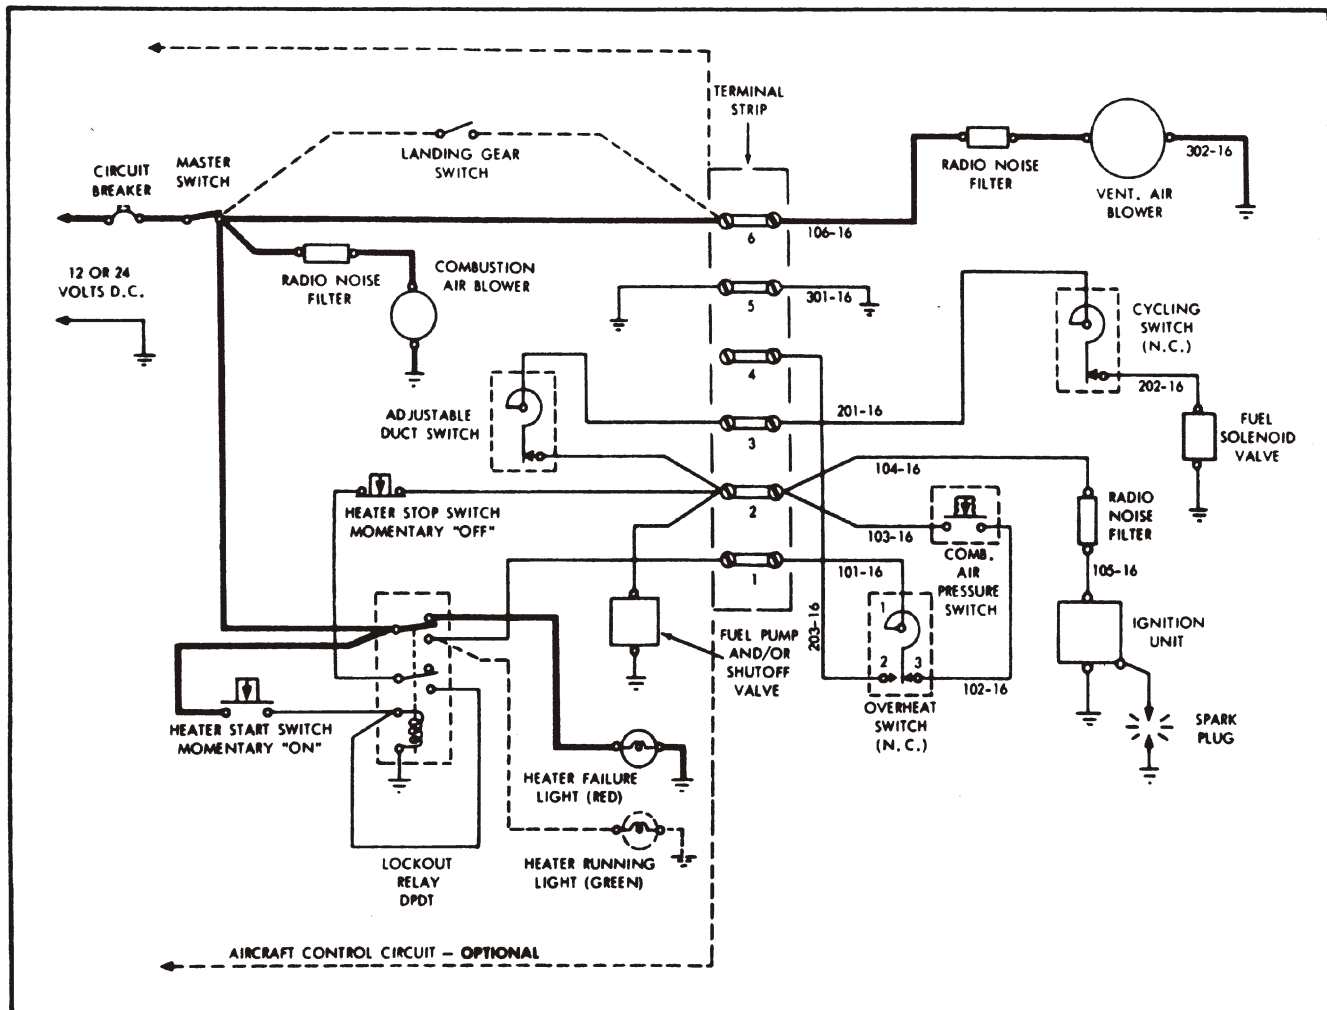 TERMINAL
STRIP
LANDING GEAR
SWITCH
CIRCUIT
BREAKER
MASTER
SWITCH
RADIO NOISE
FILTER
302-16
VENT. AIR
BLOWER
6
106-16
12 OR 24
VOLTS D.C.
RADIO NOISE
FILTER
COMBUSTION
AIR BLOWER
5
301-16
CYCLING
SWITCH
(N.C.)
4
202-16
ADJUSTABLE
DUCT SWITCH
3
201-16
FUEL
SOLENOID
VALVE
104-16
HEATER STOP SWITCH
MOMENTARY "OFF"
2
103-16
RADIO
NOISE
FILTER
COMB.
AIR
PRESSURE
SWITCH
1
101-16
105-16
203-16
1
2
3
102-16
IGNITION
UNIT
FUEL PUMP
AND/OR
SHUTOFF
VALVE
OVERHEAT
SWITCH
(N.C.)
SPARK
PLUG
HEATER START SWITCH
MOMENTARY "ON"
HEATER FAILURE
LIGHT (RED)
LOCKOUT
RELAY
DPDT
HEATER RUNNING
LIGHT (GREEN)
AIRCRAFT CONTROL CIRCUIT – OPTIONAL